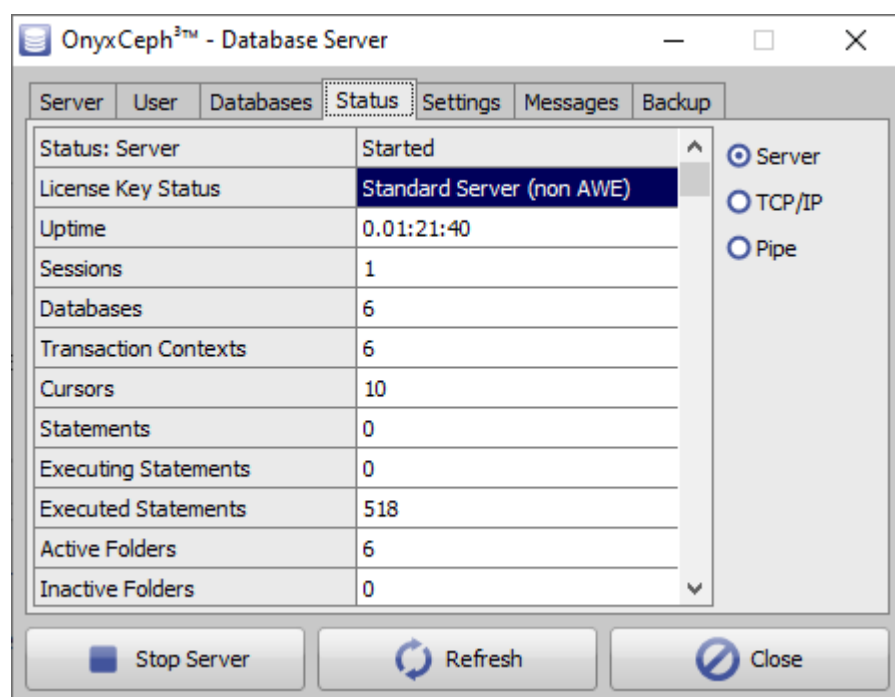 OnyxCeph³™ - Database Server
Server User Databases Status Settings Messages Backup
Status: Server Started
License Key Status Standard Server (non AWE)
Uptime 0.01:21:40
Sessions 1
Databases 6
Transaction Contexts 6
Cursors 10
Statements 0
Executing Statements 0
Executed Statements 518
Active Folders 6
Inactive Folders 0
Server
TCP/IP
Pipe
Stop Server Refresh Close